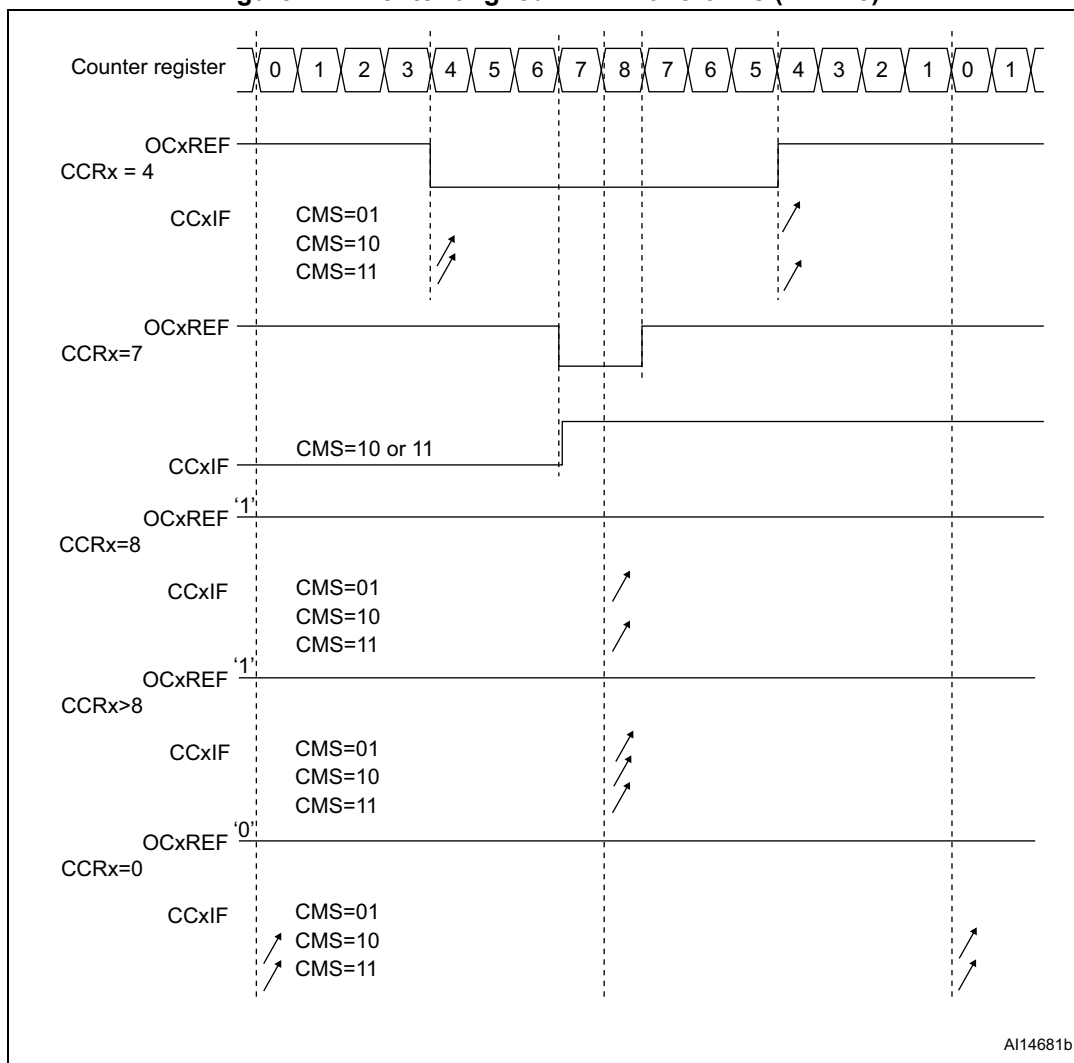 Counter register 0 1 2 3 4 5 6 7 8 7 6 5 4 3 2 1 0 1
OCxREF
CCRx = 4
CCxIF CMS=01
CMS=10
CMS=11
OCxREF
CCRx=7
CMS=10 or 11
CCxIF
OCxREF '1'
CCRx=8
CCxIF CMS=01
CMS=10
CMS=11
OCxREF '1'
CCRx>8
CCxIF CMS=01
CMS=10
CMS=11
OCxREF '0'
CCRx=0
CCxIF CMS=01
CMS=10
CMS=11
AI14681b